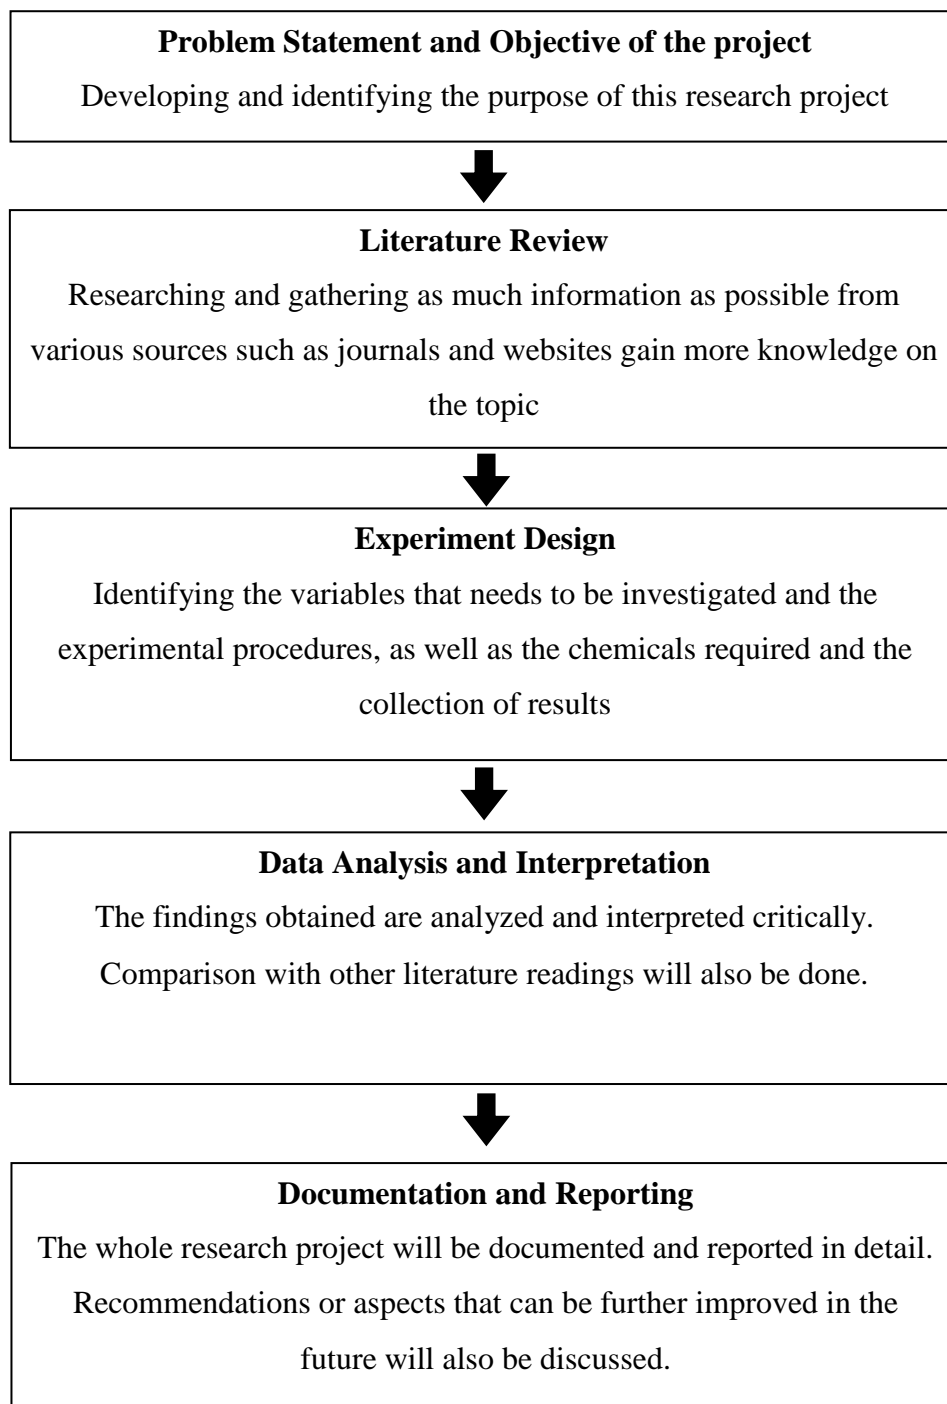 Problem Statement and Objective of the project
Developing and identifying the purpose of this research project
Literature Review
Researching and gathering as much information as possible from
various sources such as journals and websites gain more knowledge on
the topic
Experiment Design
Identifying the variables that needs to be investigated and the
experimental procedures, as well as the chemicals required and the
collection of results
Data Analysis and Interpretation
The findings obtained are analyzed and interpreted critically.
Comparison with other literature readings will also be done.
Documentation and Reporting
The whole research project will be documented and reported in detail.
Recommendations or aspects that can be further improved in the
future will also be discussed.